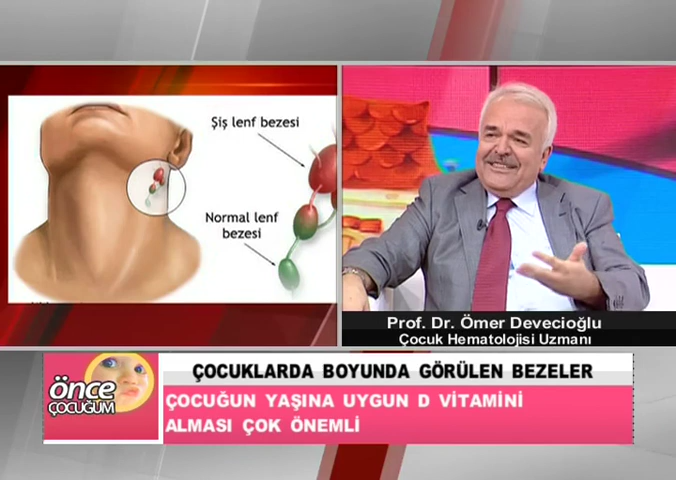 Şiş lenf bezesi
Normal lenf
bezesi
Prof. Dr. Ömer Devecioğlu
Çocuk Hematolojisi Uzmanı
önce
ÇOCUĞUM
ÇOCUKLARDA BOYUNDA GÖRÜLEN BEZELER
ÇOCUĞUN YAŞINA UYGUN D VİTAMİNİ
ALMASI ÇOK ÖNEMLİ